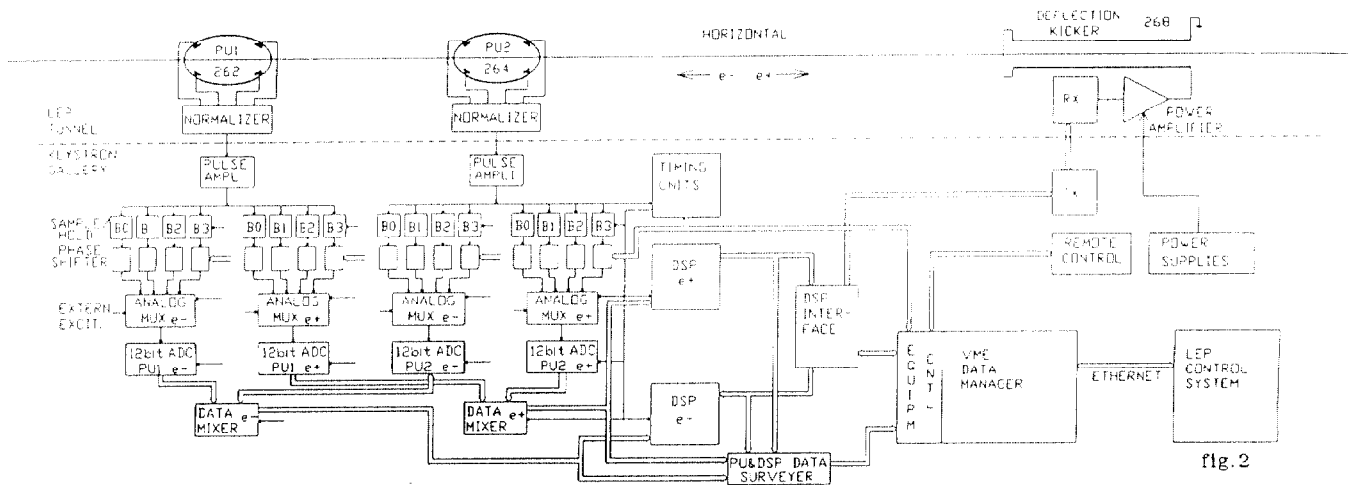 DEFLECTION 268
KICKER
PU1
262
PU2
264
HORIZONTAL
e- e+
NORMALIZER
NORMALIZER
RX
POWER
AMPLIFIER
LEP
TUNNEL
KLYSTRON
GALLERY
PULSE
AMPL
PULSE
AMPLI
TIMING
UNITS
SAMPLE/
HOLD
B0 B B2 B3 B0 B1 B2 B3 B0 B1 B2 B3 B0 B1 B2 B3
PHASE
SHIFTER
REMOTE
CONTROL
POWER
SUPPLIES
DSP
e+
EXTERN.
EXCIT.
ANALOG
MUX e-
ANALOG
MUX e+
ANALOG
MUX e-
ANALOG
MUX e+
DSP
INTER-
FACE
12bit ADC
PU1 e-
12bit ADC
PU1 e+
12bit ADC
PU2 e-
12bit ADC
PU2 e+
EQUIPM
CNT-
VME
DATA
MANAGER
ETHERNET
LEP
CONTROL
SYSTEM
DATA e-
MIXER
DATA e+
MIXER
DSP
e-
PU&DSP DATA
SURVEYER
fig.2